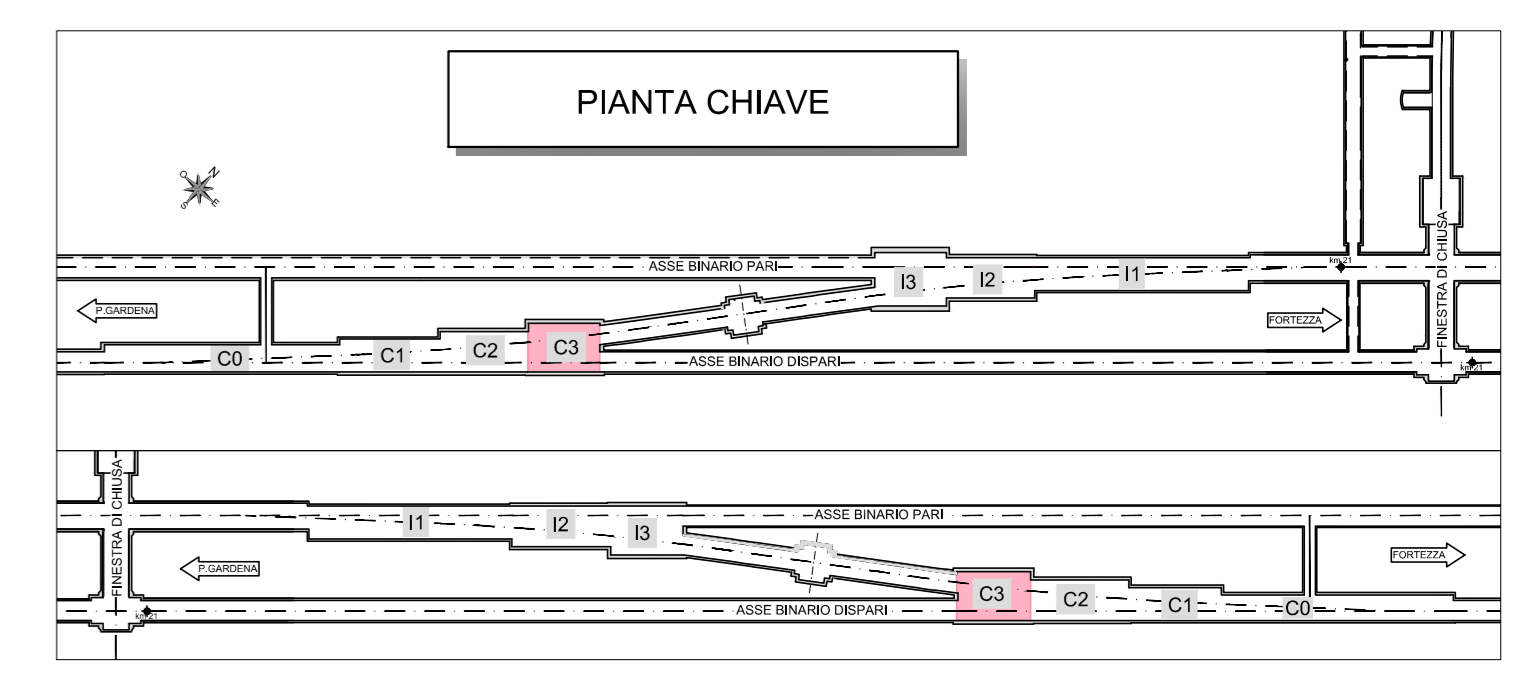 PIANTA CHIAVE
O N
S E
FINESTRA DI CHIUSA
ASSE BINARIO PARI
km 21
I3
I2
I1
P.GARDENA
FORTEZZA
C0
C1
C2
C3
ASSE BINARIO DISPARI
km 21
FINESTRA DI CHIUSA
I1
I2
I3
ASSE BINARIO PARI
P.GARDENA
FORTEZZA
C3
C2
C1
C0
km 21
ASSE BINARIO DISPARI